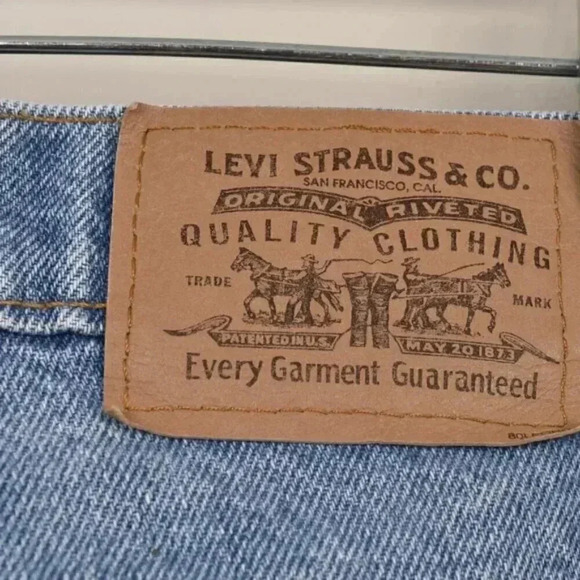 LEVI STRAUSS & CO.
SAN FRANCISCO, CAL.
ORIGINAL RIVETED
QUALITY CLOTHING
TRADE MARK
PATENTED IN U.S. MAY 20 1873
Every Garment Guaranteed